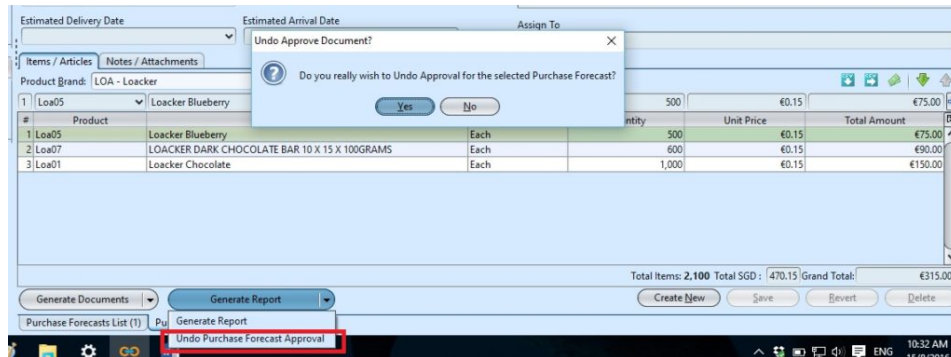 Estimated Delivery Date
Estimated Arrival Date
Assign To
Undo Approve Document?
Items / Articles
Notes / Attachments
Product Brand: LOA - Loacker
Do you really wish to Undo Approval for the selected Purchase Forecast?
Yes
No
1 Loa05 Loacker Blueberry 500 €0.15 €75.00
# Product Unit Price Total Amount
1 Loa05 Loacker Blueberry Each 500 €0.15 €75.00
2 Loa07 LOACKER DARK CHOCOLATE BAR 10 X 15 X 100GRAMS Each 600 €0.15 €90.00
3 Loa01 Loacker Chocolate Each 1,000 €0.15 €150.00
Total Items: 2,100 Total SGD : 470.15 Grand Total: €315.00
Generate Documents
Generate Report
Create New
Save
Revert
Delete
Purchase Forecasts List (1)
Generate Report
Undo Purchase Forecast Approval
ENG
10:32 AM